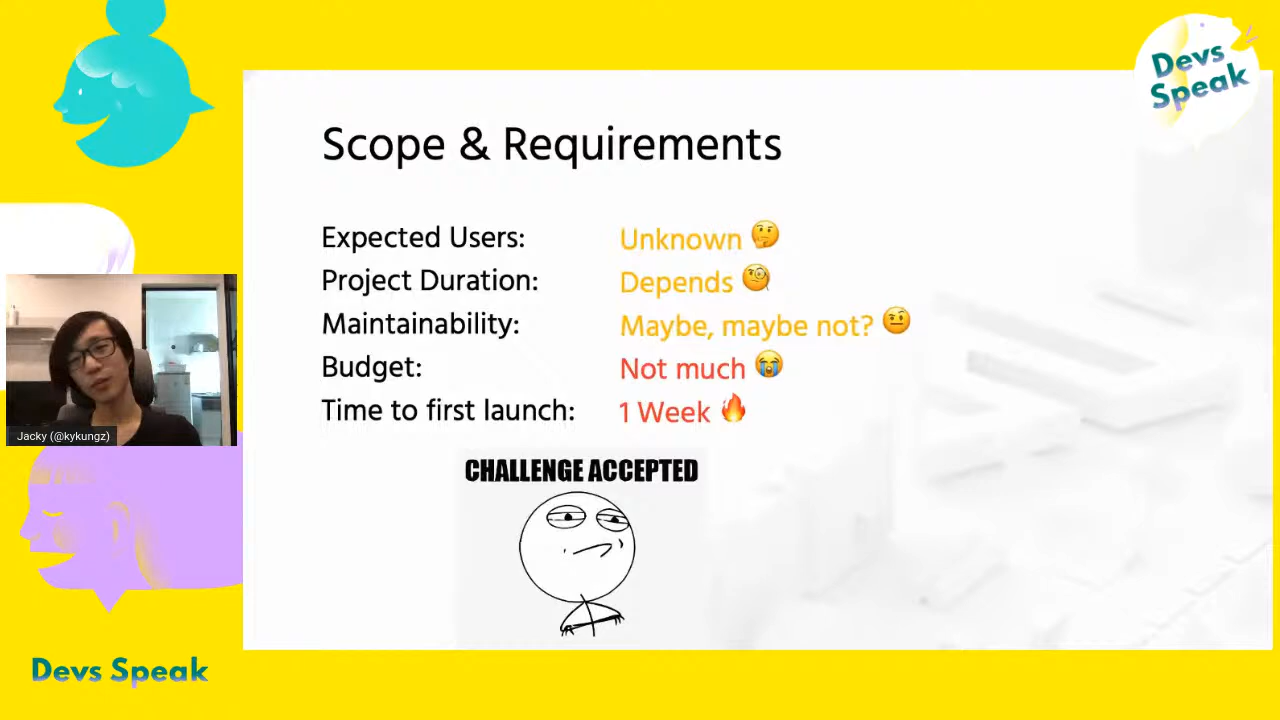 Devs
Speak
Scope & Requirements
Expected Users: Unknown 🤔
Project Duration: Depends 🧐
Maintainability: Maybe, maybe not? 🤨
Budget: Not much 😭
Time to first launch: 1 Week 🔥
CHALLENGE ACCEPTED
Jacky (@kykungz)
Devs Speak